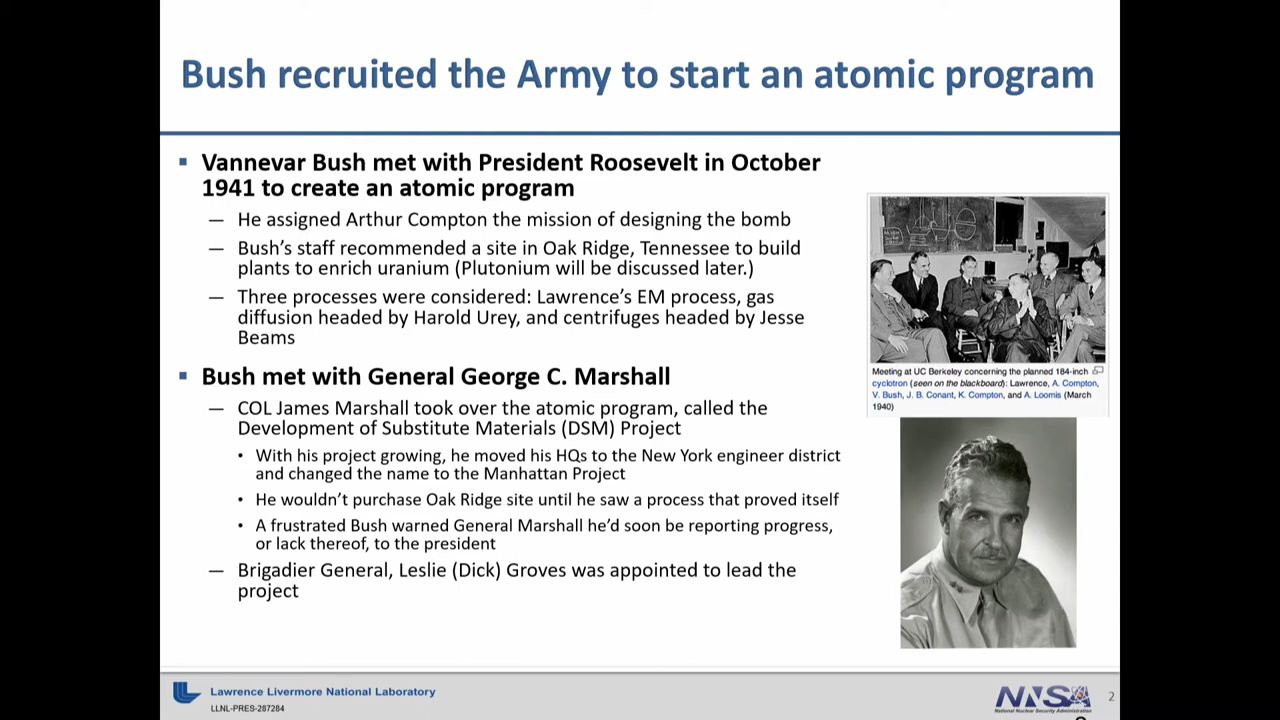 Bush recruited the Army to start an atomic program
▪ Vannevar Bush met with President Roosevelt in October
1941 to create an atomic program
— He assigned Arthur Compton the mission of designing the bomb
— Bush’s staff recommended a site in Oak Ridge, Tennessee to build
plants to enrich uranium (Plutonium will be discussed later.)
— Three processes were considered: Lawrence’s EM process, gas
diffusion headed by Harold Urey, and centrifuges headed by Jesse
Beams
▪ Bush met with General George C. Marshall
— COL James Marshall took over the atomic program, called the
Development of Substitute Materials (DSM) Project
• With his project growing, he moved his HQs to the New York engineer district
and changed the name to the Manhattan Project
• He wouldn’t purchase Oak Ridge site until he saw a process that proved itself
• A frustrated Bush warned General Marshall he’d soon be reporting progress,
or lack thereof, to the president
— Brigadier General, Leslie (Dick) Groves was appointed to lead the
project
Meeting at UC Berkeley concerning the planned 184-inch
cyclotron (seen on the blackboard): Lawrence, A. Compton,
V. Bush, J. B. Conant, K. Compton, and A. Loomis (March
1940)
Lawrence Livermore National Laboratory
LLNL-PRES-287284
NNSA
National Nuclear Security Administration
2